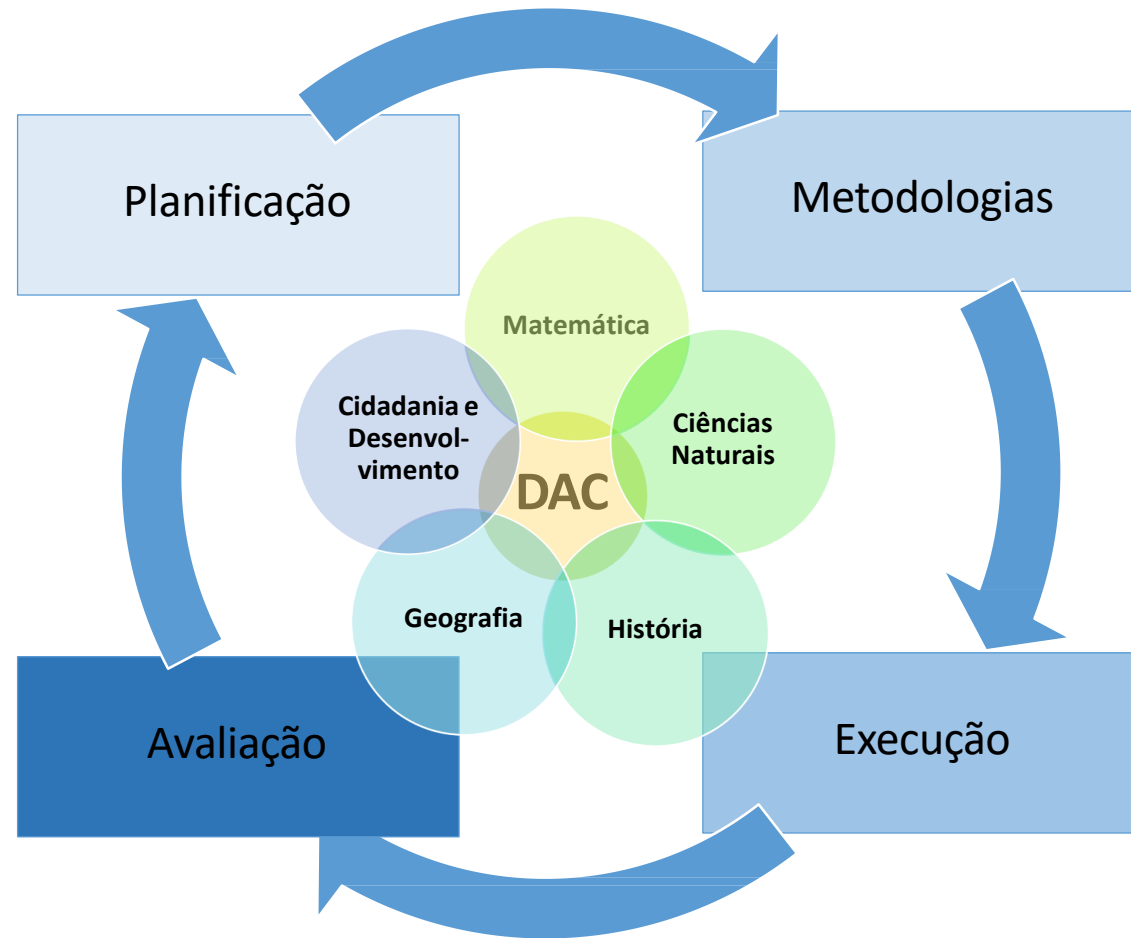 Planificação
Metodologias
Matemática
Cidadania e
Desenvol-
vimento
Ciências
Naturais
DAC
Geografia
História
Avaliação
Execução